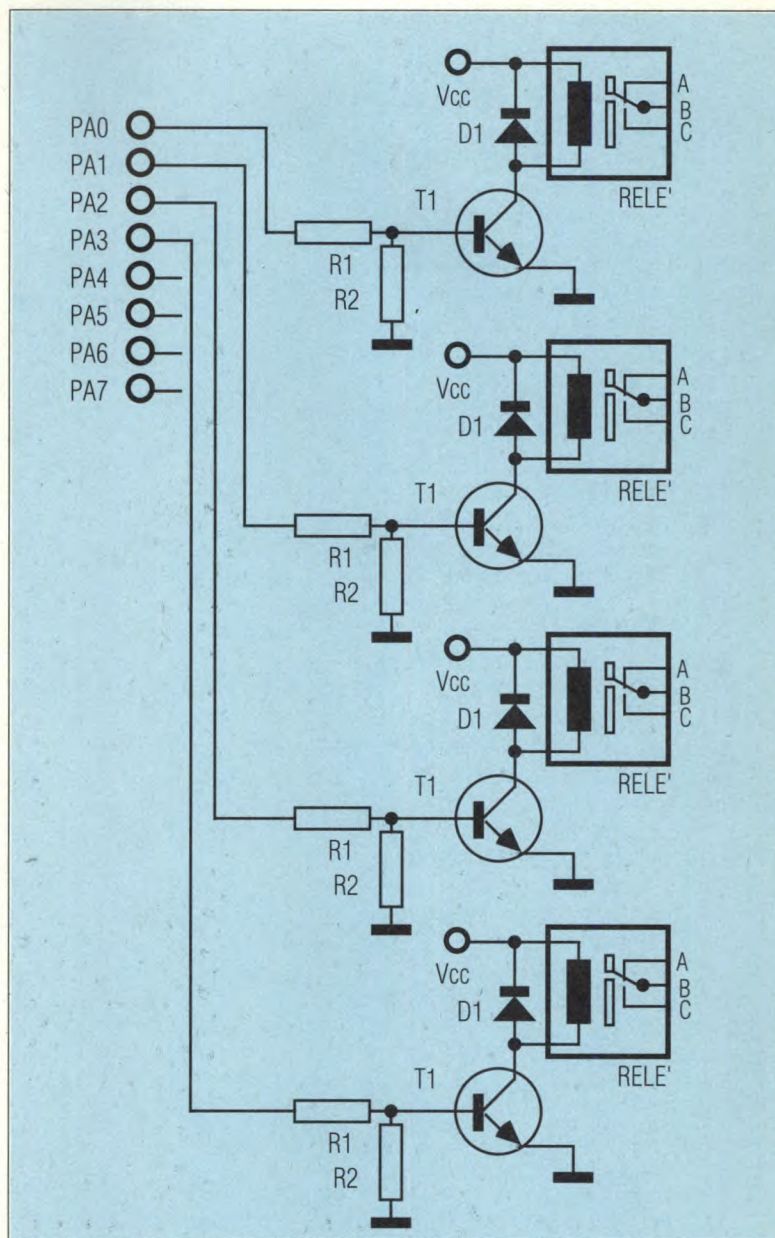 PA0
PA1
PA2
PA3
PA4
PA5
PA6
PA7
Vcc
D1
T1
R1
R2
A
B
C
RELE'
Vcc
D1
T1
R1
R2
A
B
C
RELE'
Vcc
D1
T1
R1
R2
A
B
C
RELE'
Vcc
D1
T1
R1
R2
A
B
C
RELE'